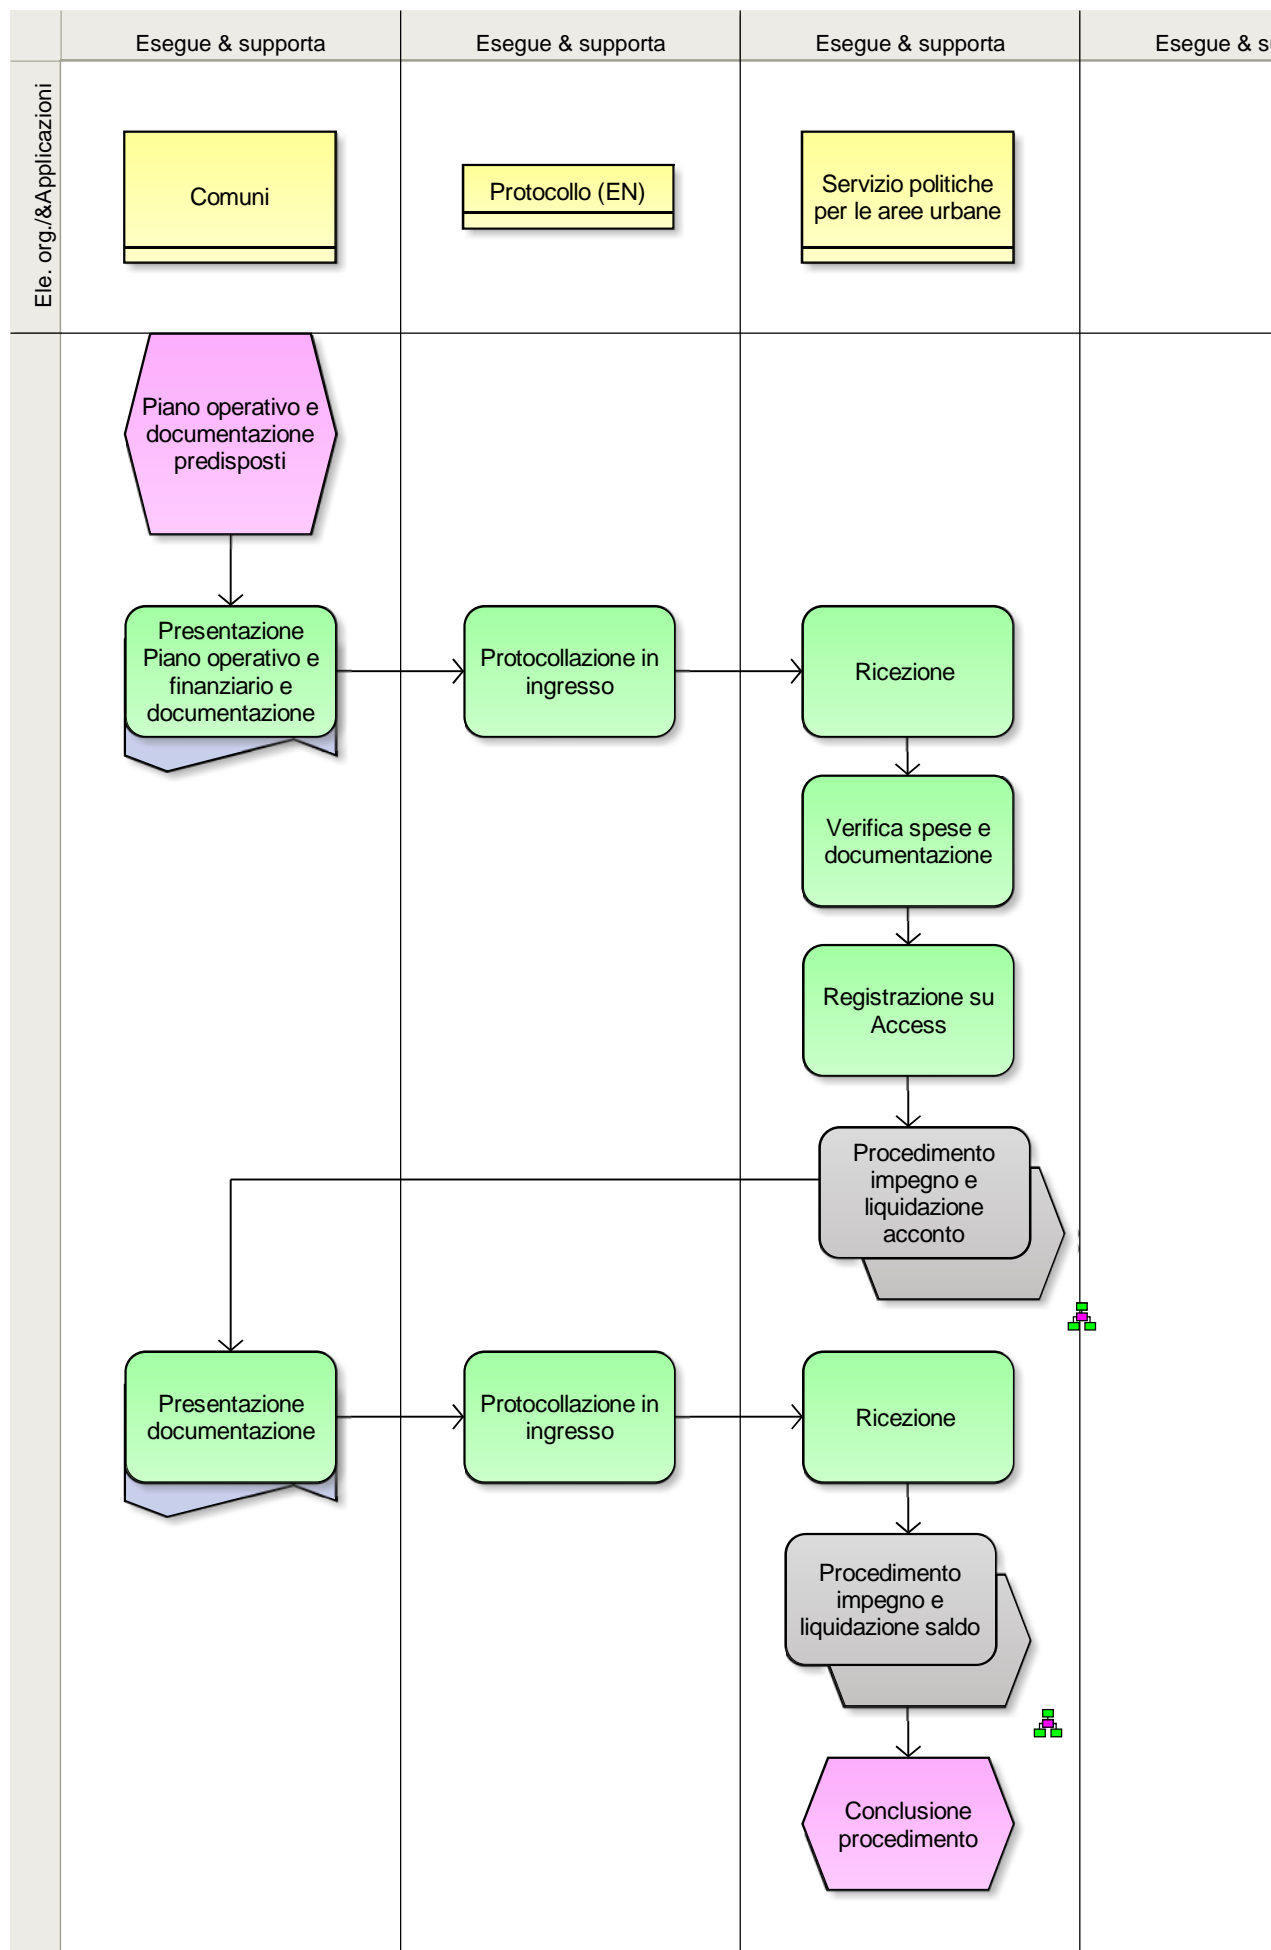 Esegue & supporta
Esegue & supporta
Esegue & supporta
Esegue & s
Ele. org./&Applicazioni
Comuni
Protocollo (EN)
Servizio politiche
per le aree urbane
Piano operativo e
documentazione
predisposti
Presentazione
Piano operativo e
finanziario e
documentazione
Protocollazione in
ingresso
Ricezione
Verifica spese e
documentazione
Registrazione su
Access
Procedimento
impegno e
liquidazione
acconto
Presentazione
documentazione
Protocollazione in
ingresso
Ricezione
Procedimento
impegno e
liquidazione saldo
Conclusione
procedimento